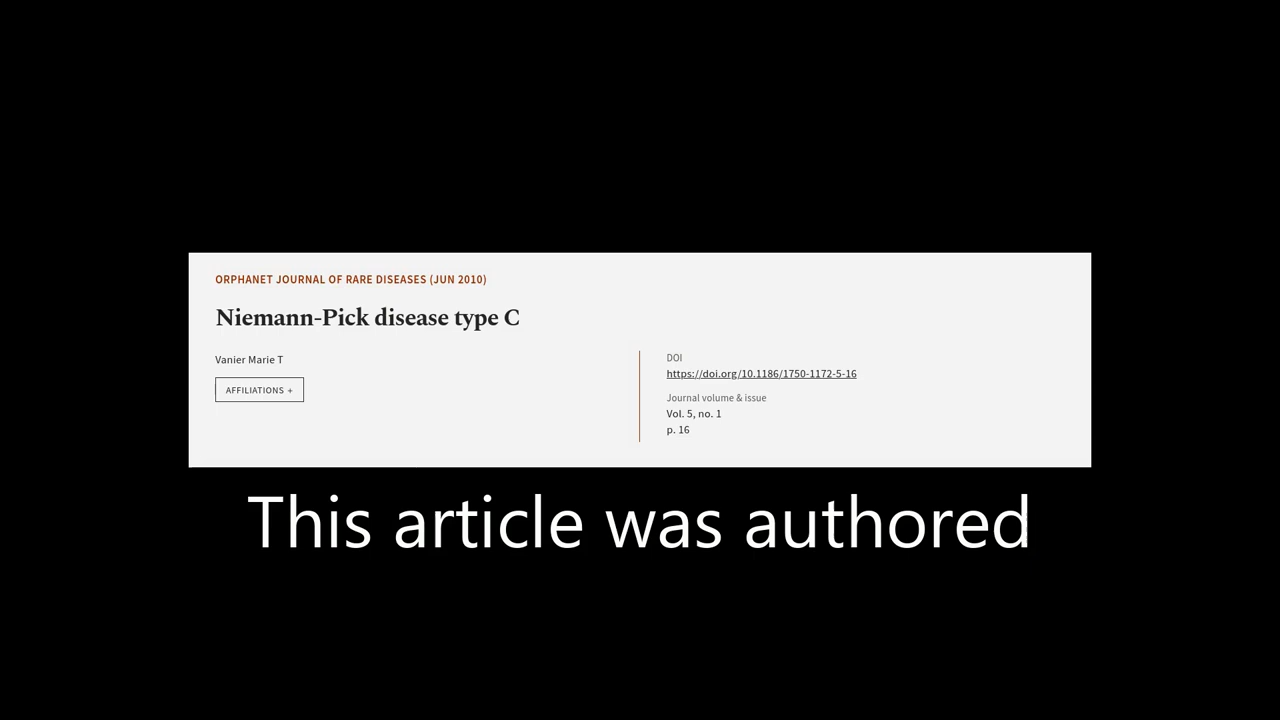 ORPHANET JOURNAL OF RARE DISEASES (JUN 2010)
Niemann-Pick disease type C
Vanier Marie T
AFFILIATIONS +
DOI
https://doi.org/10.1186/1750-1172-5-16
Journal volume & issue
Vol. 5, no. 1
p. 16
This article was authored